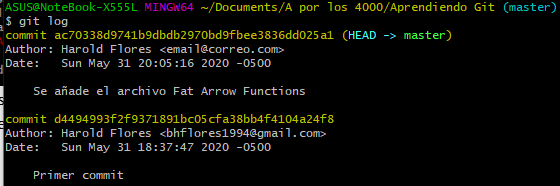 ASUS@NoteBook-X555L MINGW64 ~/Documents/A por los 4000/Aprendiendo Git (master)
$ git log
commit ac70338d9741b9dbdb2970bd9fbee3836dd025a1 (HEAD -> master)
Author: Harold Flores <email@correo.com>
Date:   Sun May 31 20:05:16 2020 -0500
    Se añade el archivo Fat Arrow Functions
commit d4494993f2f9371891bc05cfa38bb4f4104a24f8
Author: Harold Flores <bhflores1994@gmail.com>
Date:   Sun May 31 18:37:47 2020 -0500
    Primer commit